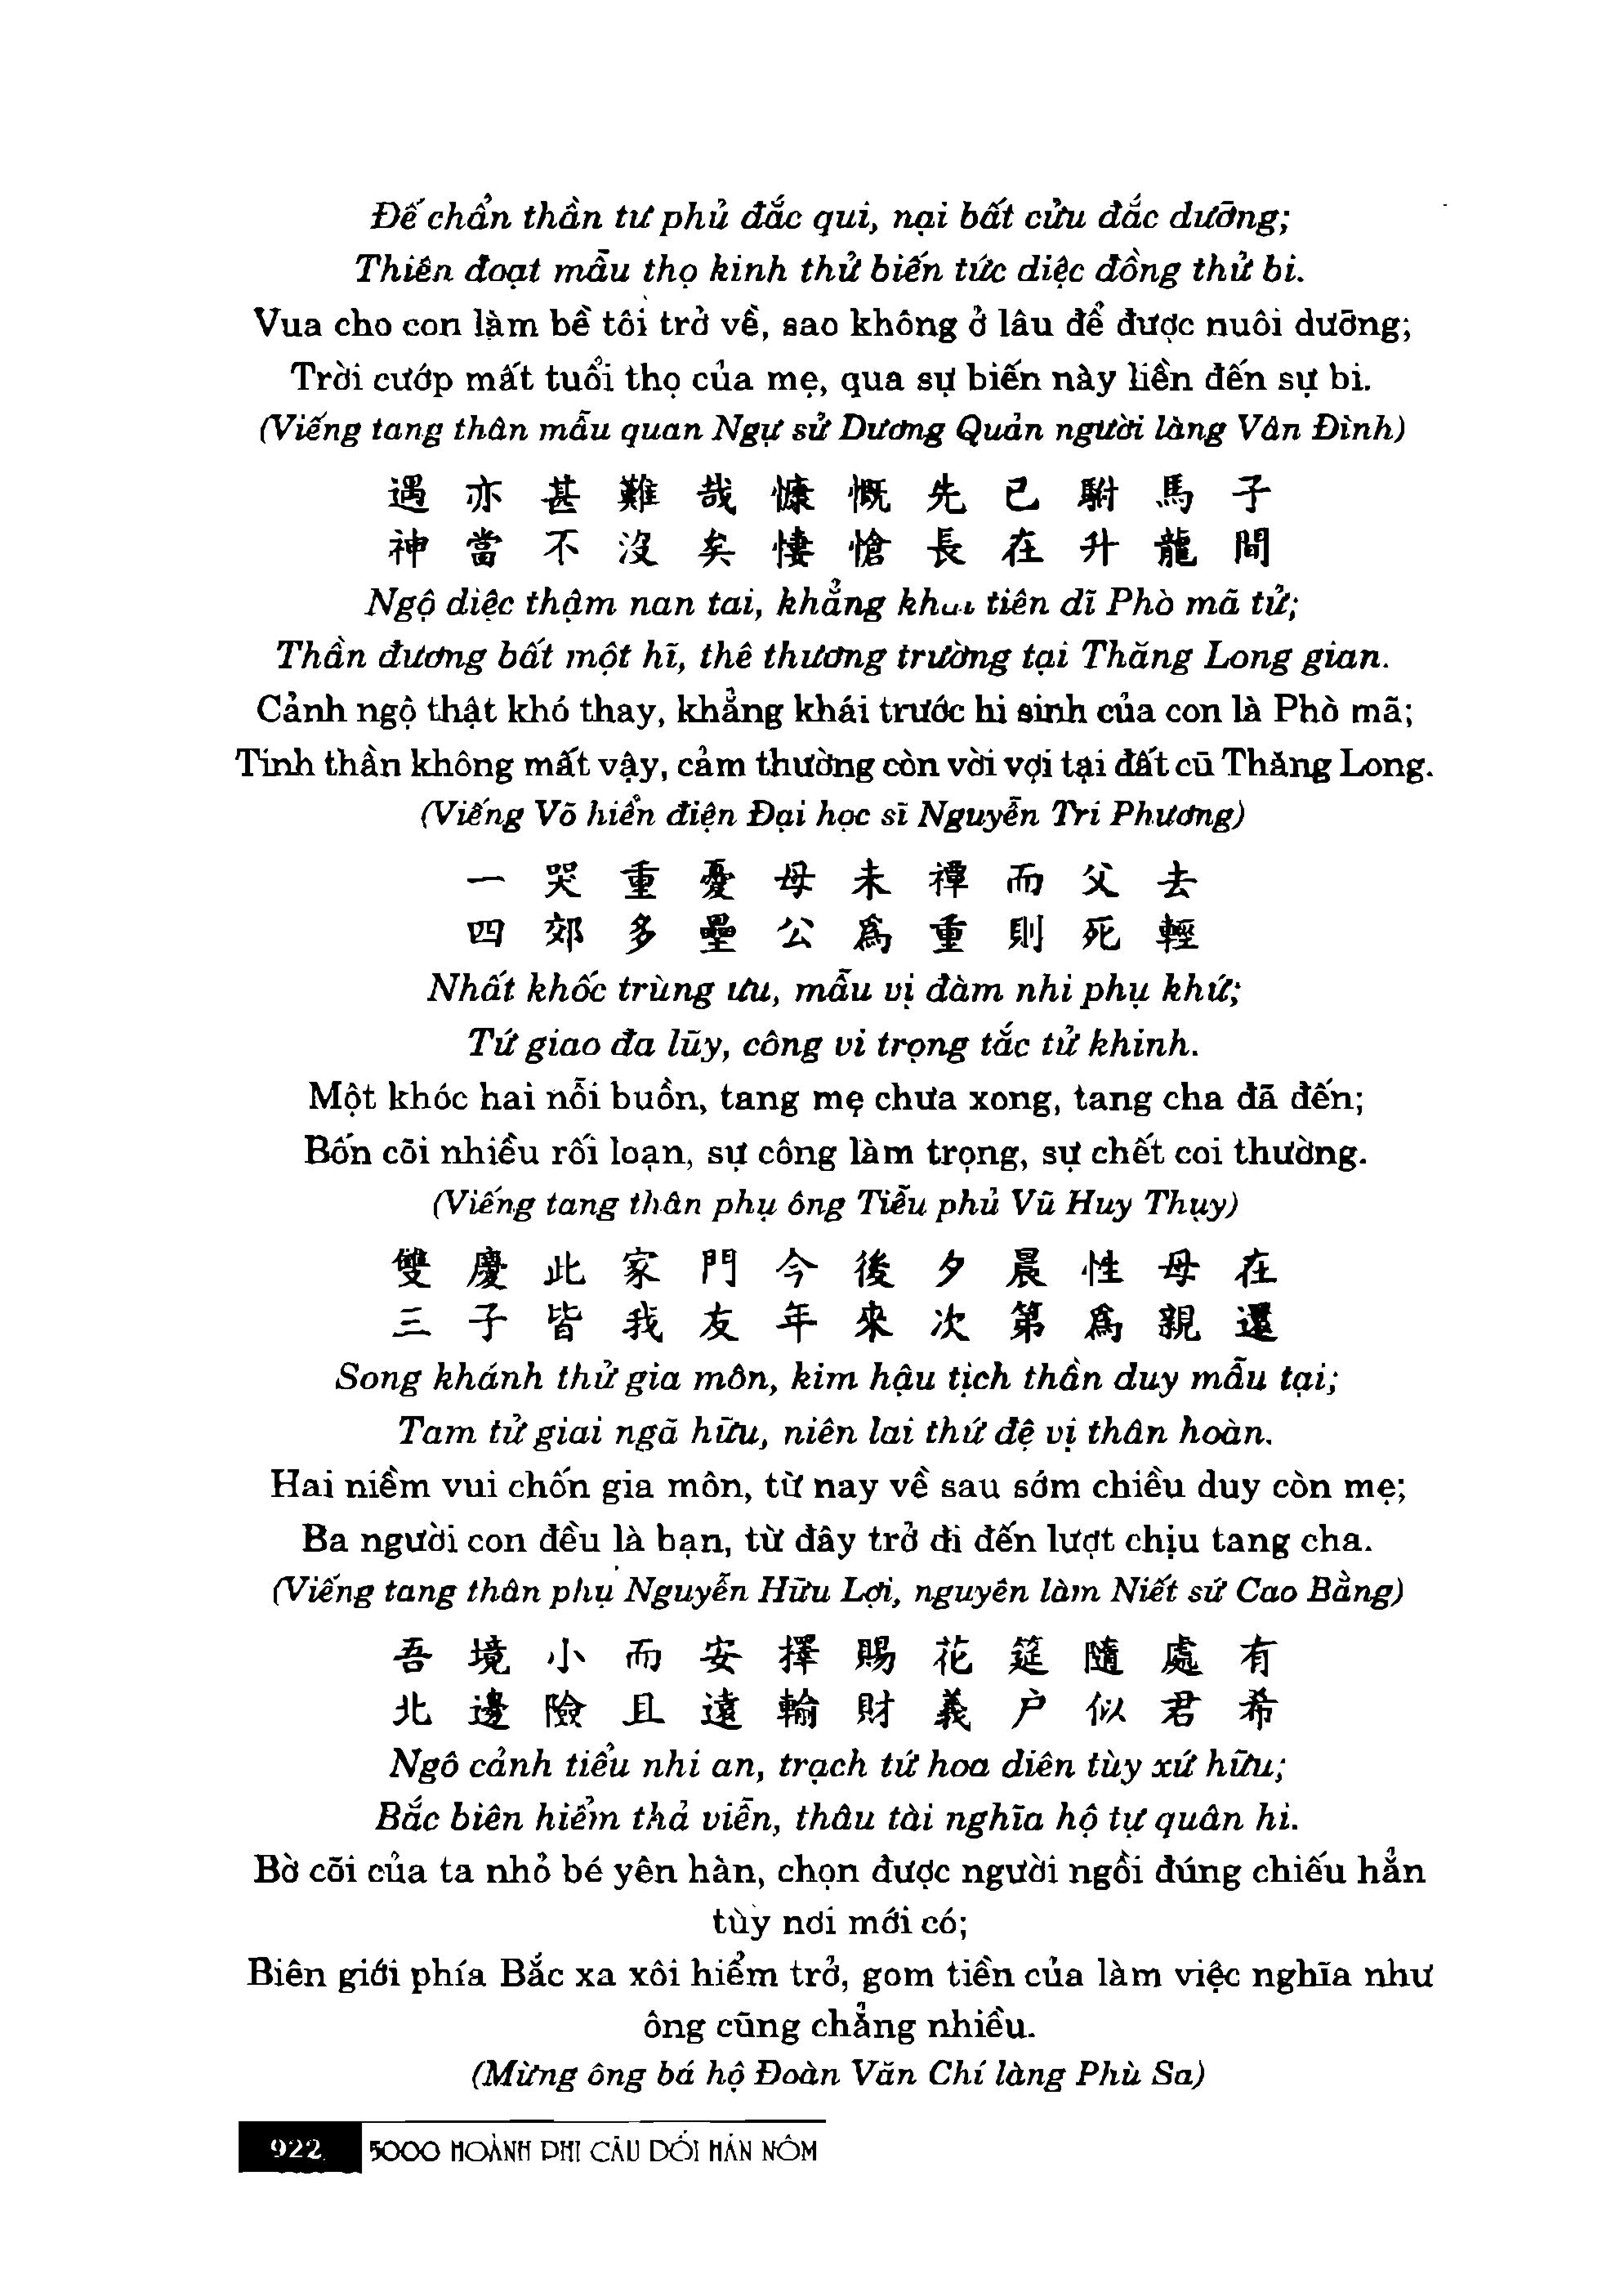 Đế chẩn thần tư phủ đắc qui, nại bất cửu đắc dưỡng;
Thiên đoạt mẫu thọ kinh thử biến tức diệc đồng thử bi.
Vua cho con làm bề tôi trở về, sao không ở lâu để được nuôi dưỡng;
Trời cướp mất tuổi thọ của mẹ, qua sự biến này liền đến sự bi.
(Viếng tang thân mẫu quan Ngự sử Dương Quản người làng Vân Đình)
遇亦甚難哉慷慨先已駙馬子
神當不沒矣悽愴長在升龍間
Ngộ diệc thậm nan tai, khẳng tiên dĩ Phò mã tử;
Thần đương bất một hĩ, thê thương trường tại Thăng Long gian.
Cảnh ngộ thật khó thay, khẳng khái trước hi sinh của con là Phò mã;
Tinh thần không mất vậy, cảm thường còn vời vợi tại đất cũ Thăng Long.
(Viếng Võ hiển điện Đại học sĩ Nguyễn Tri Phương)
一哭重憂母未禫而父去
四郊多壘公為重則死輕
Nhất khốc trùng ưu, mẫu vị đàm nhi phụ khứ;
Tứ giao đa lũy, công vi trọng tắc tử khinh.
Một khóc hai nỗi buồn, tang mẹ chưa xong, tang cha đã đến;
Bốn cõi nhiều rối loạn, sự công làm trọng, sự chết coi thường.
(Viếng tang thân phụ ông Tiễu phủ Vũ Huy Thụy)
雙慶此家門今後夕晨性母在
三子皆我友年來次第為親還
Song khánh thử gia môn, kim hậu tịch thần duy mẫu tại;
Tam tử giai ngã hữu, niên lai thứ đệ vị thân hoàn.
Hai niềm vui chốn gia môn, từ nay về sau sớm chiều duy còn mẹ;
Ba người con đều là bạn, từ đây trở đi đến lượt chịu tang cha.
(Viếng tang thân phụ Nguyễn Hữu Lợi, nguyên làm Niết sứ Cao Bằng)
吾境小而安擇賜花筵隨處有
北邊險且遠輸財義户似君希
Ngô cảnh tiểu nhi an, trạch tứ hoa diên tùy xứ hữu;
Bắc biên hiểm thả viễn, thâu tài nghĩa hộ tự quân hi.
Bờ cõi của ta nhỏ bé yên hàn, chọn được người ngồi đúng chiếu hẳn
tùy nơi mới có;
Biên giới phía Bắc xa xôi hiểm trở, gom tiền của làm việc nghĩa như
ông cũng chẳng nhiều.
(Mừng ông bá hộ Đoàn Văn Chí làng Phù Sa)
922 5000 HOÀNH PHI CÂU ĐỐI HÁN NÔM